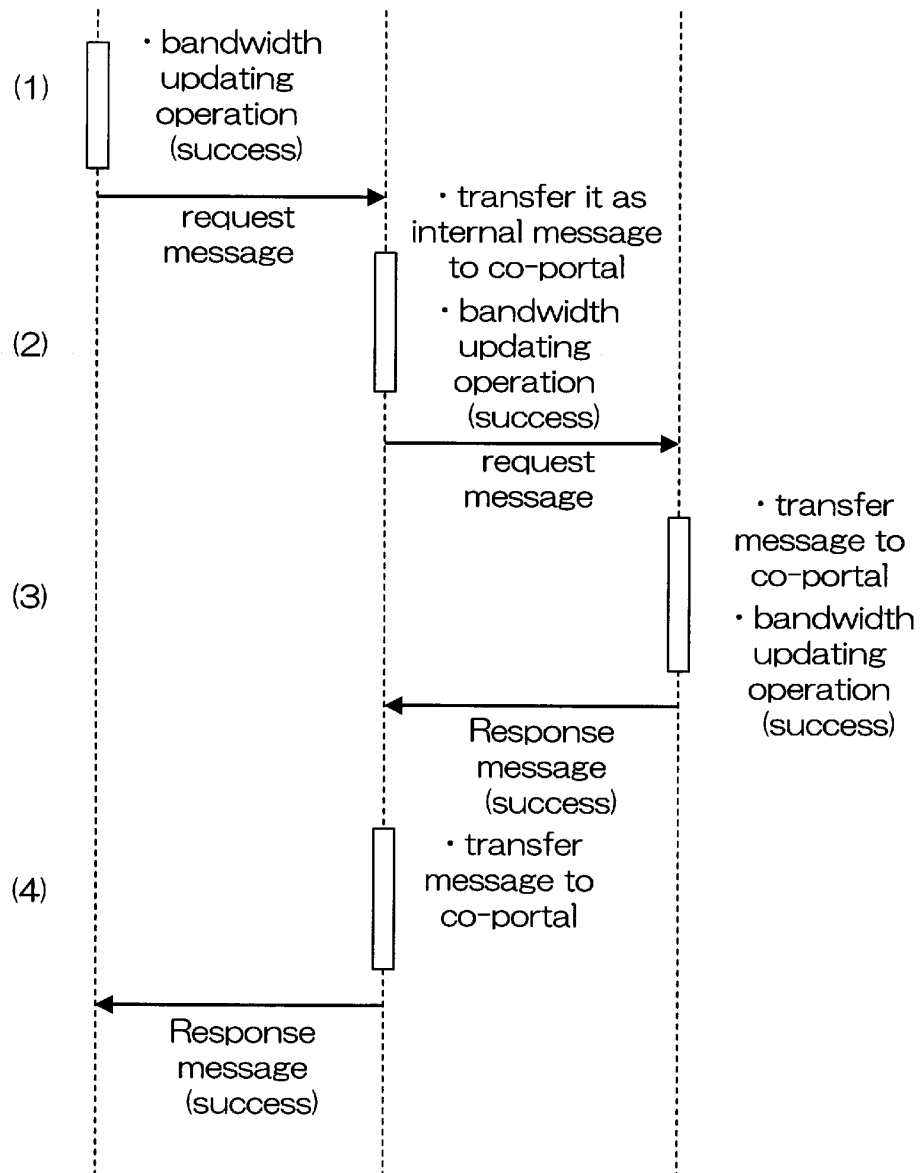 (1)
・bandwidth
updating
operation
(success)
request
message
・transfer it as
internal message
to co-portal
(2)
・bandwidth
updating
operation
(success)
request
message
・transfer
message to
co-portal
(3)
・bandwidth
updating
operation
(success)
Response
message
(success)
(4)
・transfer
message to
co-portal
Response
message
(success)